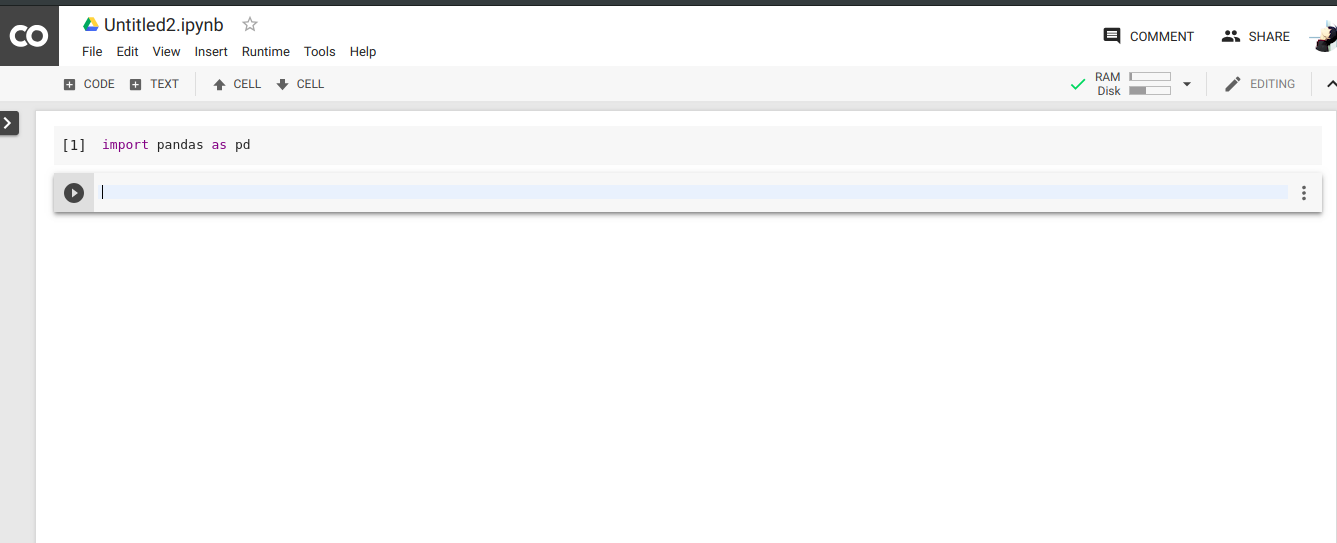 CO
Untitled2.ipynb
File Edit View Insert Runtime Tools Help
COMMENT SHARE
CODE TEXT CELL CELL
RAM
Disk
EDITING
[1] import pandas as pd